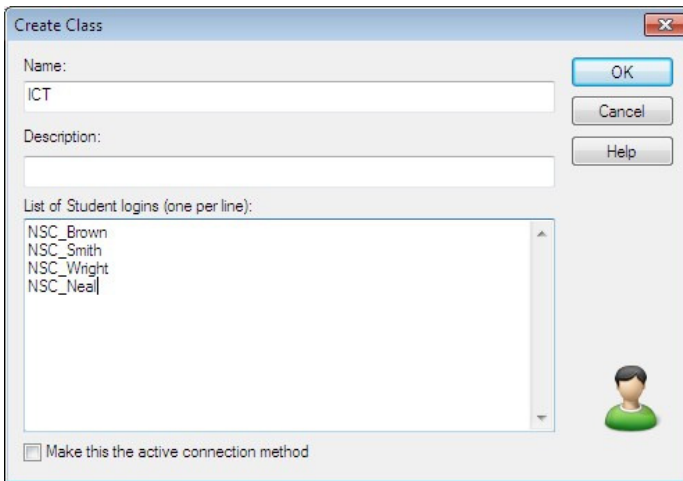 Create Class
Name:
OK
ICT
Cancel
Description:
Help
List of Student logins (one per line):
NSC_Brown
NSC_Smith
NSC_Wright
NSC_Neal
Make this the active connection method